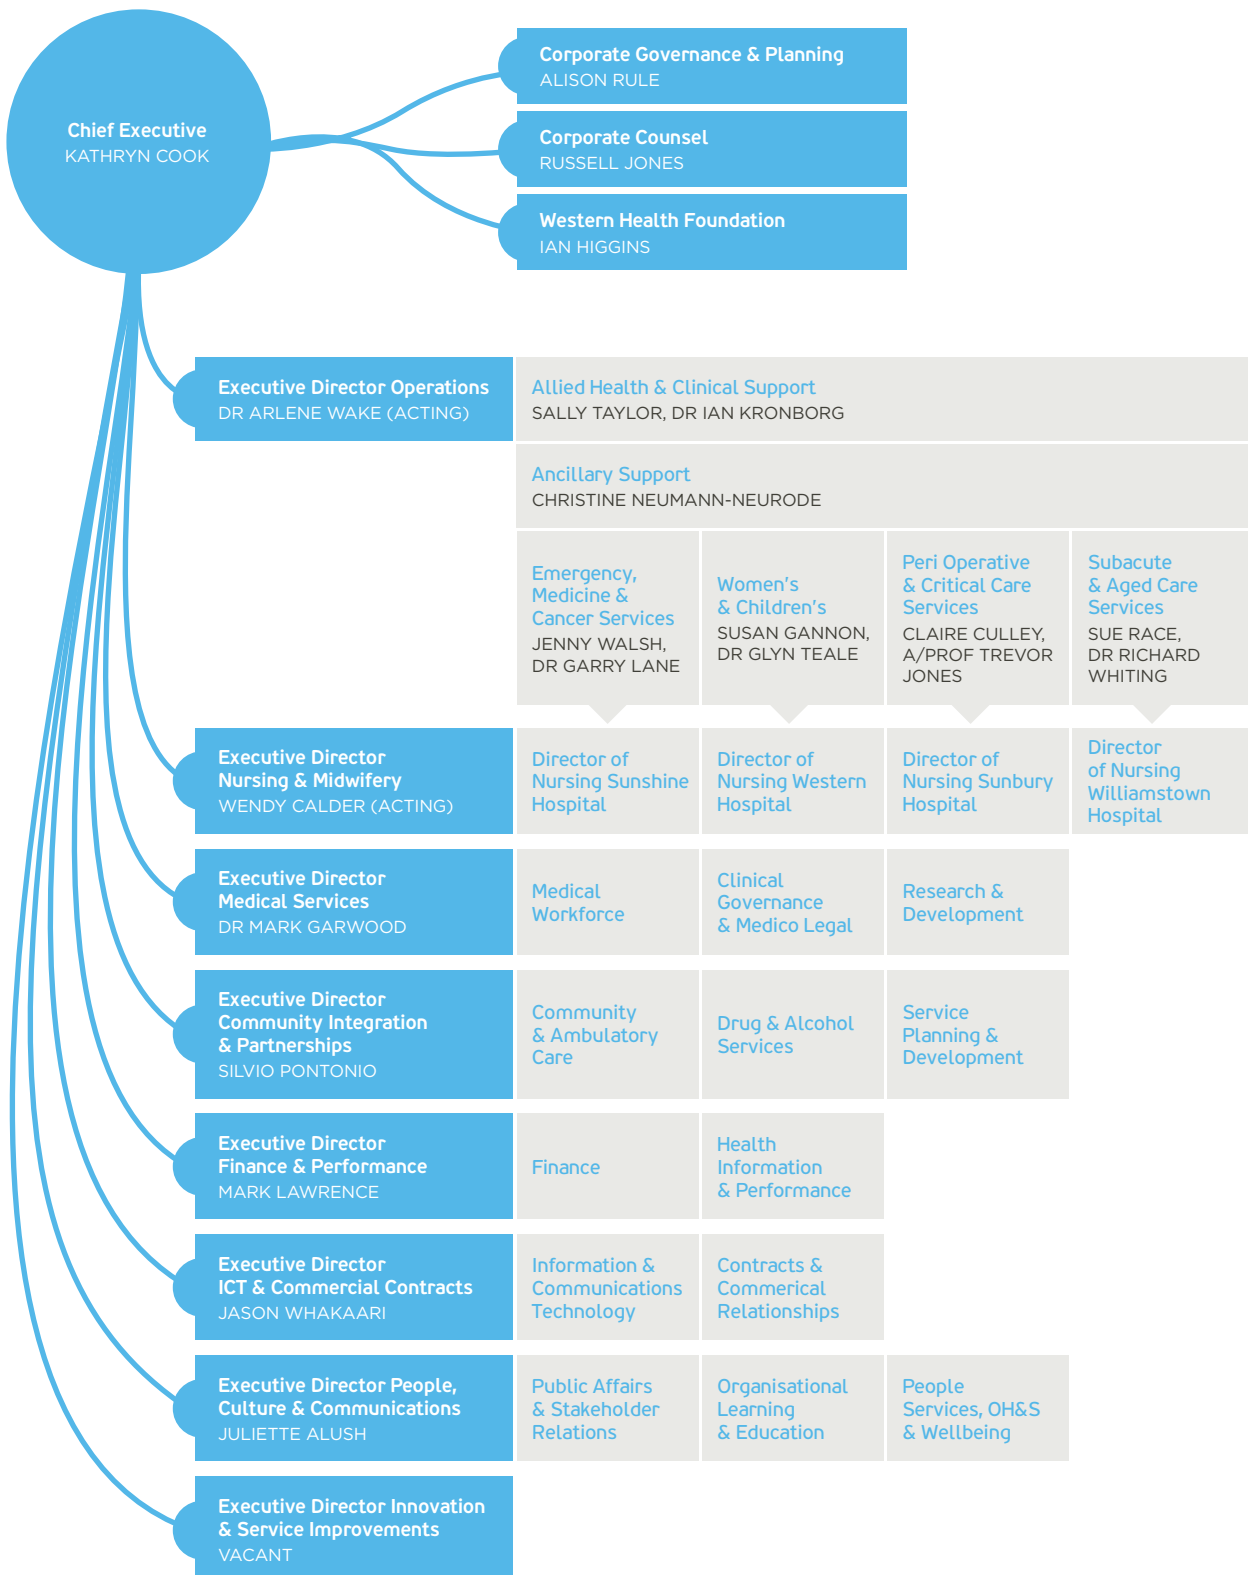 Chief Executive
KATHRYN COOK
Corporate Governance & Planning
ALISON RULE
Corporate Counsel
RUSSELL JONES
Western Health Foundation
IAN HIGGINS
Executive Director Operations
DR ARLENE WAKE (ACTING)
Allied Health & Clinical Support
SALLY TAYLOR, DR IAN KRONBORG
Ancillary Support
CHRISTINE NEUMANN-NEURODE
Emergency,
Medicine &
Cancer Services
JENNY WALSH,
DR GARRY LANE
Women's
& Children's
SUSAN GANNON,
DR GLYN TEALE
Peri Operative
& Critical Care
Services
CLAIRE CULLEY,
A/PROF TREVOR
JONES
Subacute
& Aged Care
Services
SUE RACE,
DR RICHARD
WHITING
Executive Director
Nursing & Midwifery
WENDY CALDER (ACTING)
Director of
Nursing Sunshine
Hospital
Director of
Nursing Western
Hospital
Director of
Nursing Sunbury
Hospital
Director
of Nursing
Williamstown
Hospital
Executive Director
Medical Services
DR MARK GARWOOD
Medical
Workforce
Clinical
Governance
& Medico Legal
Research &
Development
Executive Director
Community Integration
& Partnerships
SILVIO PONTONIO
Community
& Ambulatory
Care
Drug & Alcohol
Services
Service
Planning &
Development
Executive Director
Finance & Performance
MARK LAWRENCE
Finance
Health
Information
& Performance
Executive Director
ICT & Commercial Contracts
JASON WHAKAARI
Information &
Communications
Technology
Contracts &
Commerical
Relationships
Executive Director People,
Culture & Communications
JULIETTE ALUSH
Public Affairs
& Stakeholder
Relations
Organisational
Learning
& Education
People
Services, OH&S
& Wellbeing
Executive Director Innovation
& Service Improvements
VACANT